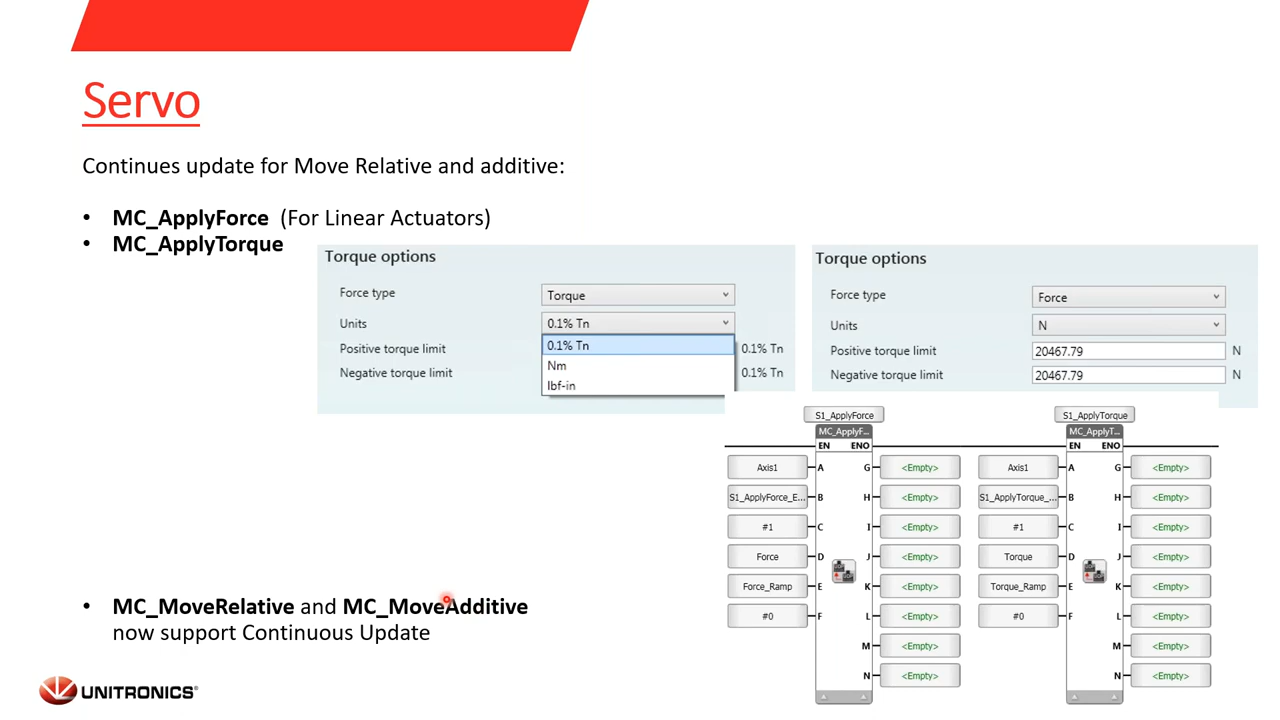 Servo
Continues update for Move Relative and additive:
• MC_ApplyForce (For Linear Actuators)
• MC_ApplyTorque
Torque options
Force type Torque
Units 0.1% Tn
0.1% Tn
Nm
lbf-in
Positive torque limit 0.1% Tn
Negative torque limit 0.1% Tn
Torque options
Force type Force
Units N
Positive torque limit 20467.79 N
Negative torque limit 20467.79 N
S1_ApplyForce
MC_ApplyF...
EN ENO
Axis1 A G <Empty>
S1_ApplyForce_E... B H <Empty>
#1 C I <Empty>
Force D J <Empty>
Force_Ramp E K <Empty>
#0 F L <Empty>
M <Empty>
N <Empty>
S1_ApplyTorque
MC_ApplyT...
EN ENO
Axis1 A G <Empty>
S1_ApplyTorque_... B H <Empty>
#1 C I <Empty>
Torque D J <Empty>
Torque_Ramp E K <Empty>
#0 F L <Empty>
M <Empty>
N <Empty>
• MC_MoveRelative and MC_MoveAdditive
now support Continuous Update
UNITRONICS®